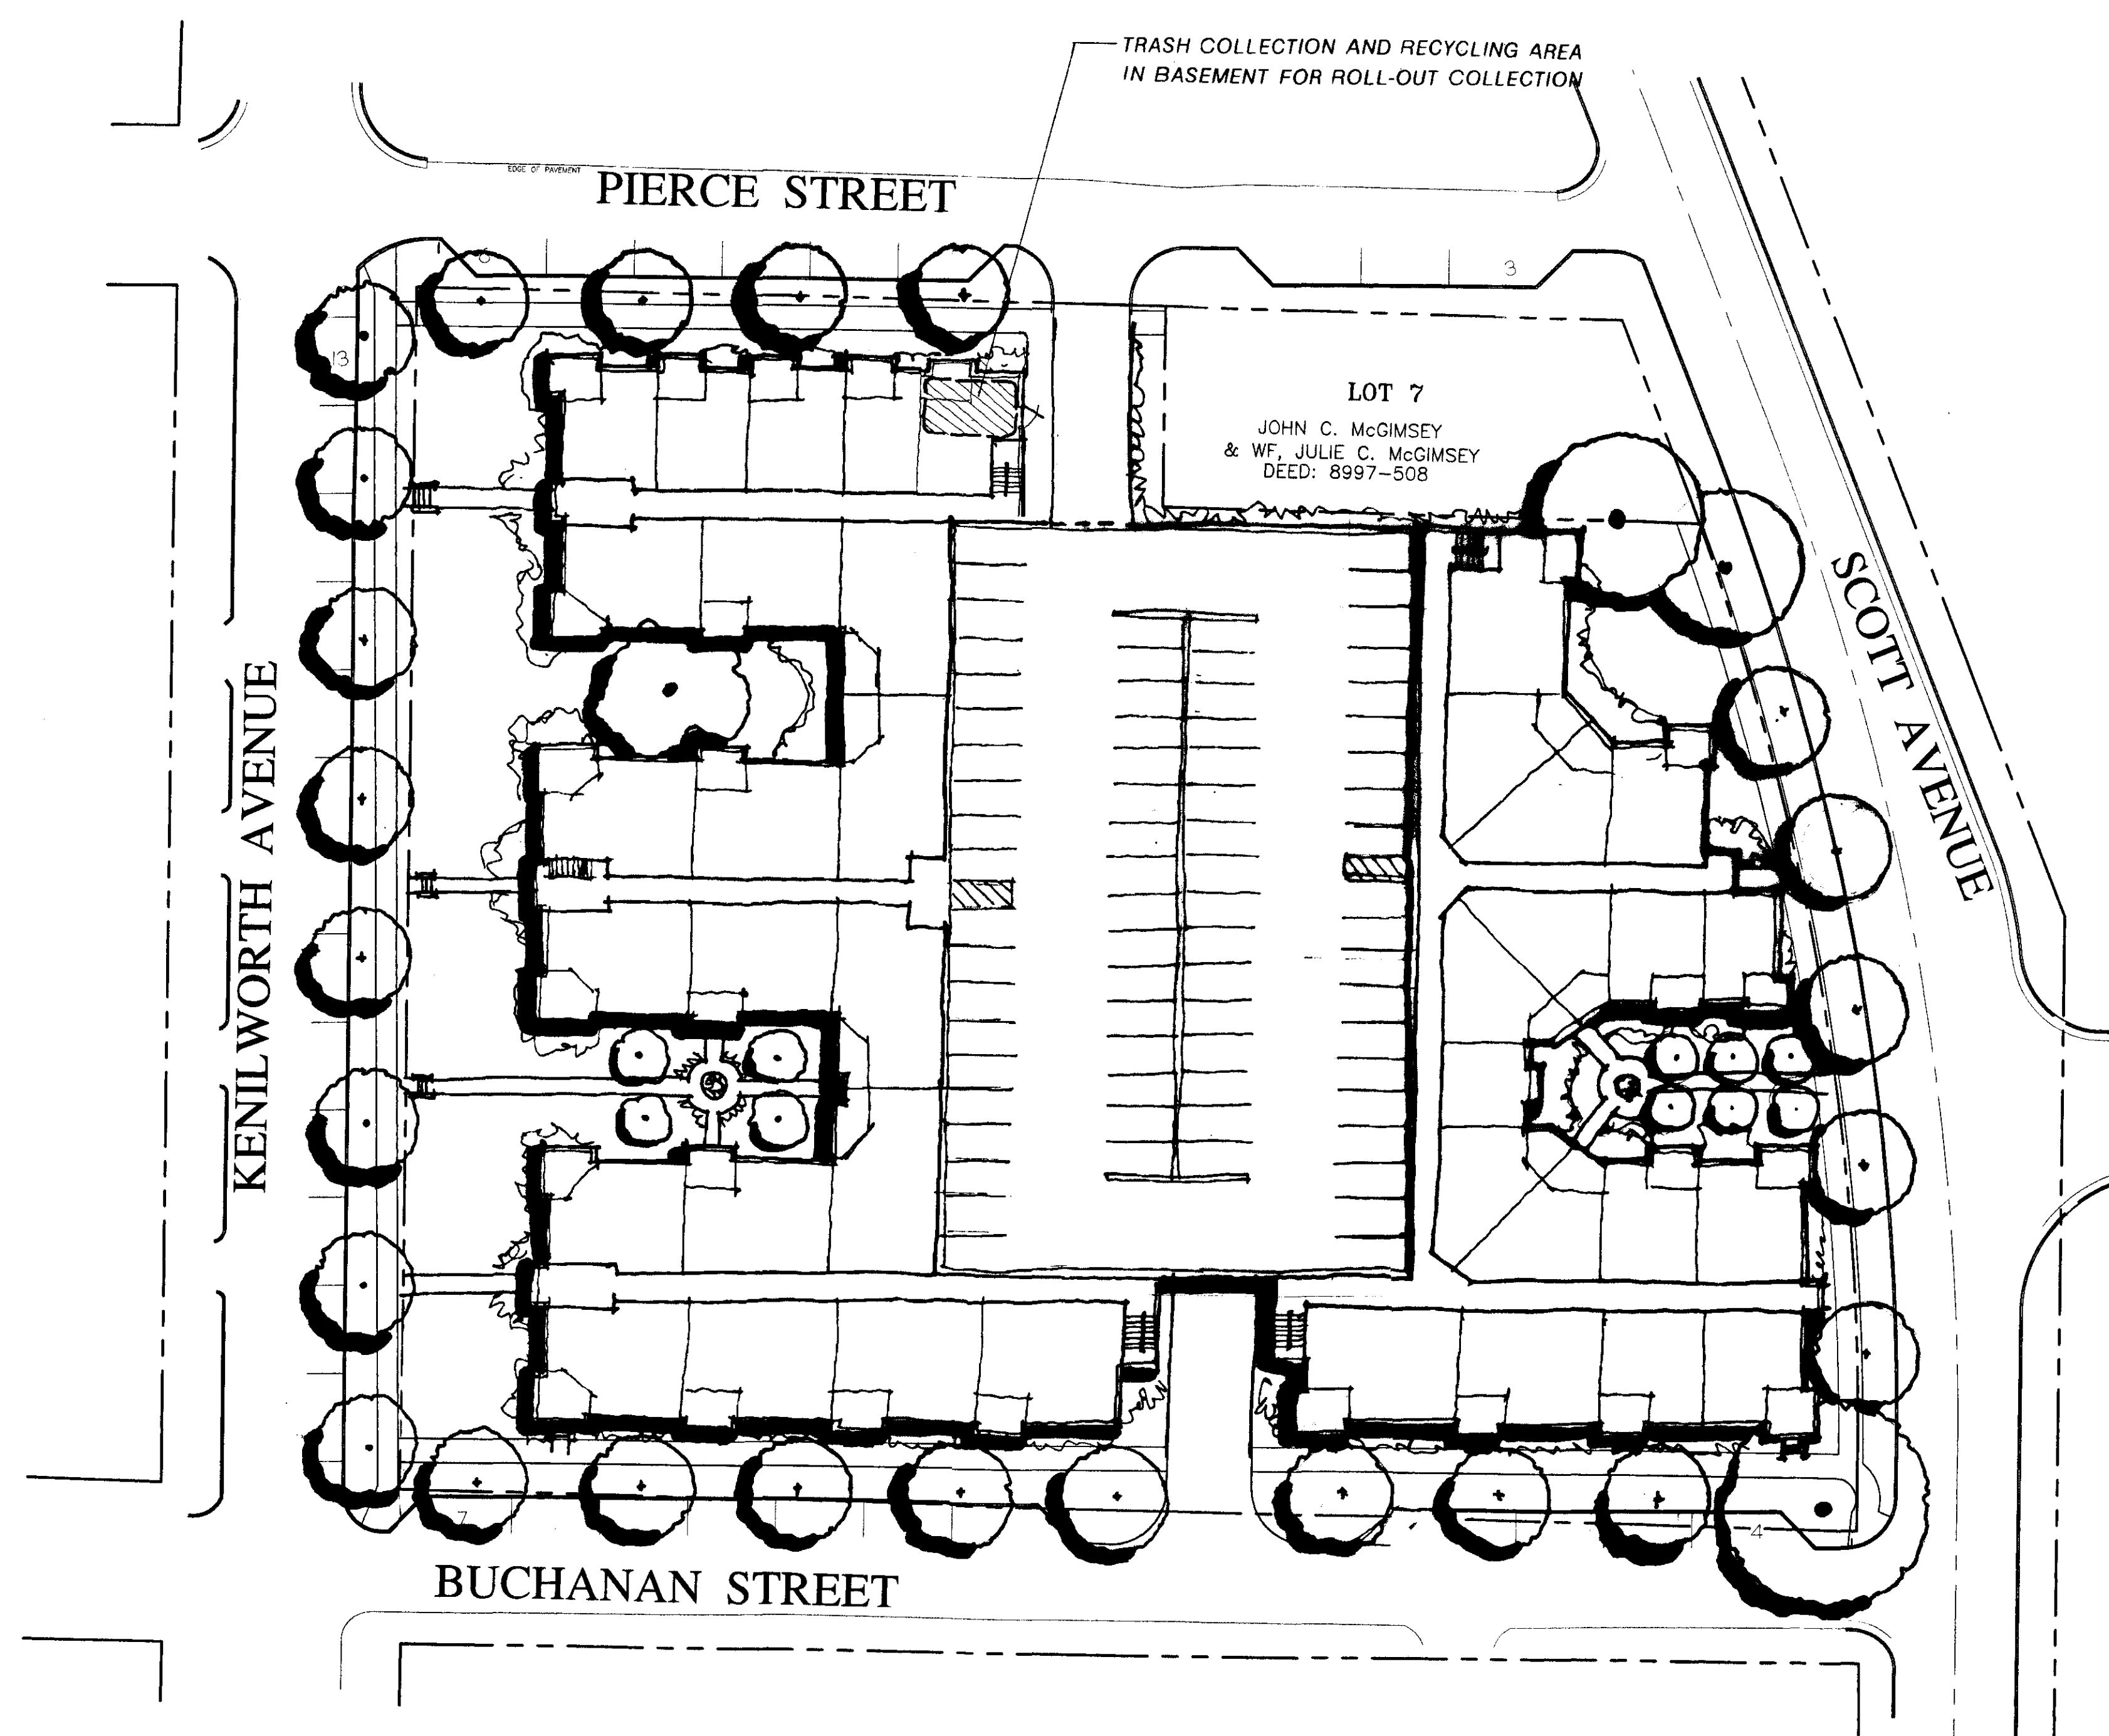 TRASH COLLECTION AND RECYCLING AREA
IN BASEMENT FOR ROLL-OUT COLLECTION
EDGE OF PAVEMENT
PIERCE STREET
6
3
13
LOT 7
JOHN C. McGIMSEY
& WF, JULIE C. McGIMSEY
DEED: 8997-508
SCOTT AVENUE
KENILWORTH AVENUE
7
4
BUCHANAN STREET